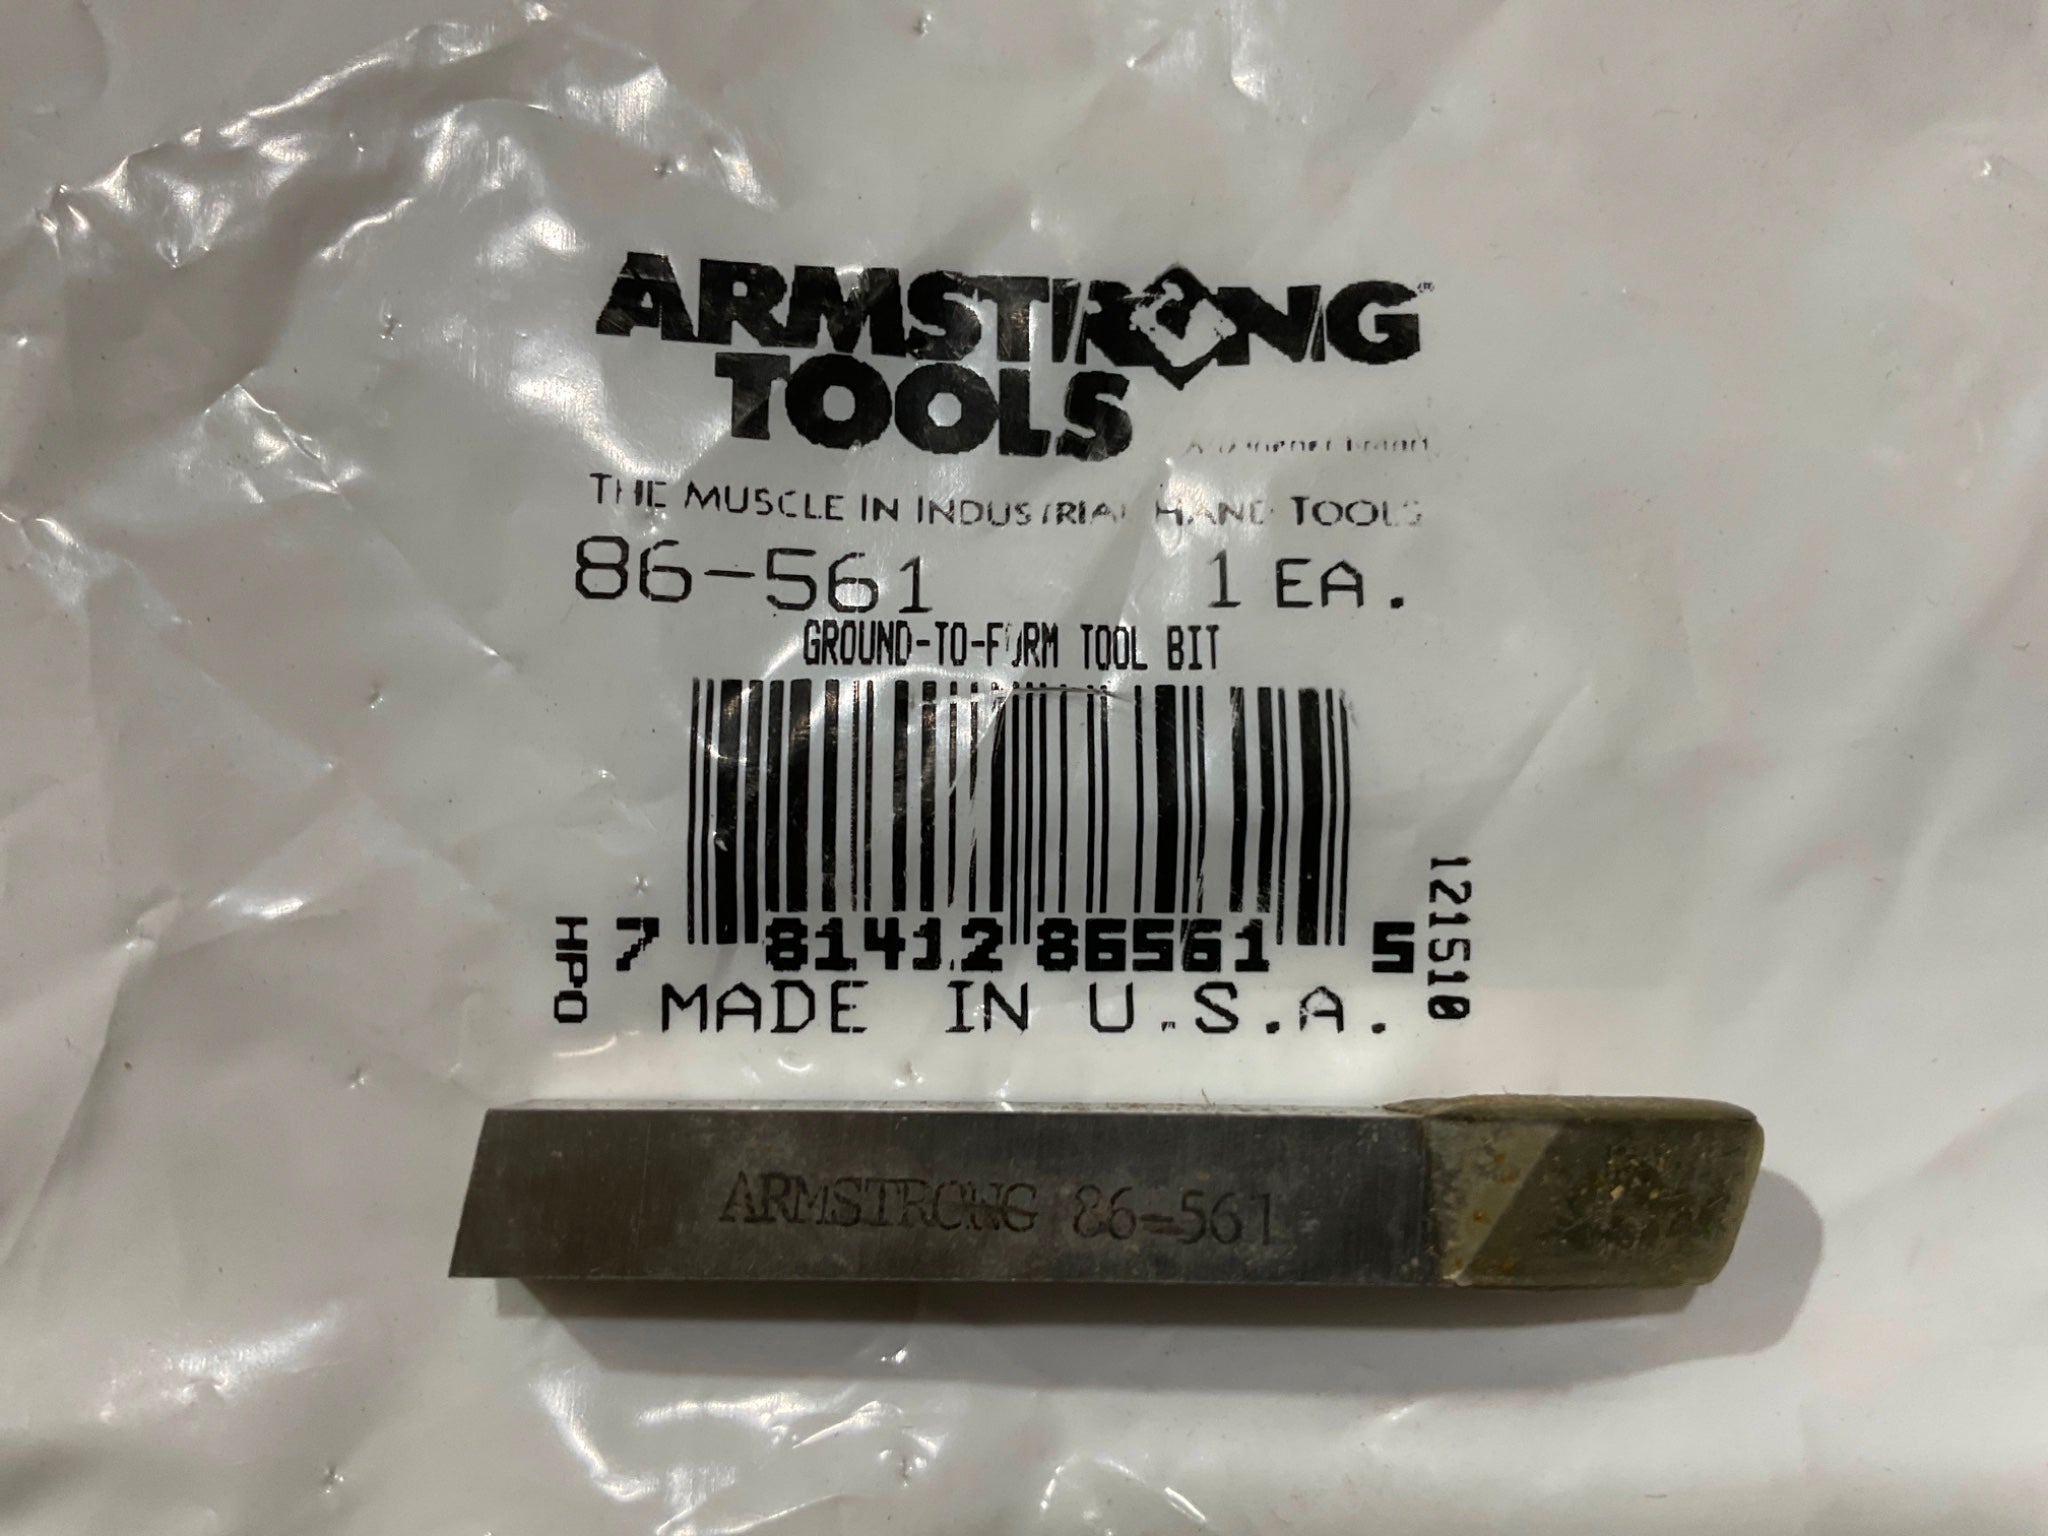 ARMSTRONG
TOOLS
THE MUSCLE IN INDUSTRIAL HAND TOOLS
86-561 1 EA.
GROUND-TO-FORM TOOL BIT
7 81412 86561 5
HPO
121510
MADE IN U.S.A.
ARMSTRONG 86-561